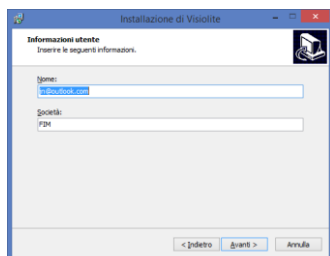 Installazione di Visiolite
Informazioni utente
Inserire le seguenti informazioni.
Nome:
Società:
FIM
< Indietro
Avanti >
Annulla